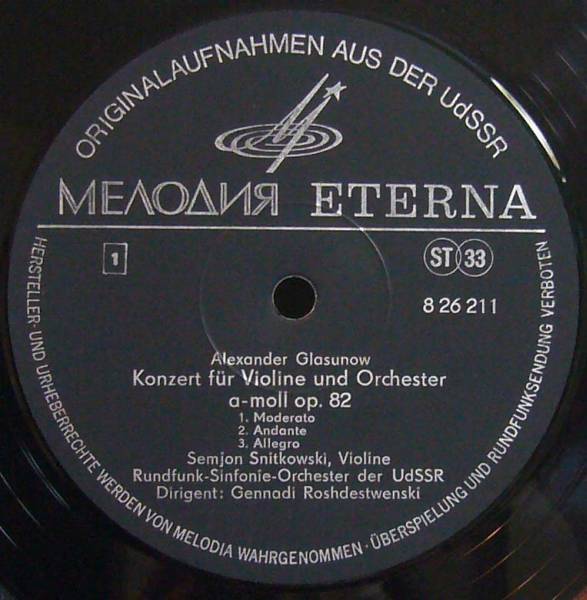 ORIGINALAUFNAHMEN AUS DER UdSSR
МЕЛОДИЯ ETERNA
1
ST 33
8 26 211
Alexander Glasunow
Konzert für Violine und Orchester
a-moll op. 82
1. Moderato
2. Andante
3. Allegro
Semjon Snitkowski, Violine
Rundfunk-Sinfonie-Orchester der UdSSR
Dirigent: Gennadi Roshdestwenski
HERSTELLER- UND URHEBERRECHTE WERDEN VON MELODIA WAHRGENOMMEN · ÜBERSPIELUNG UND RUNDFUNKSENDUNG VERBOTEN